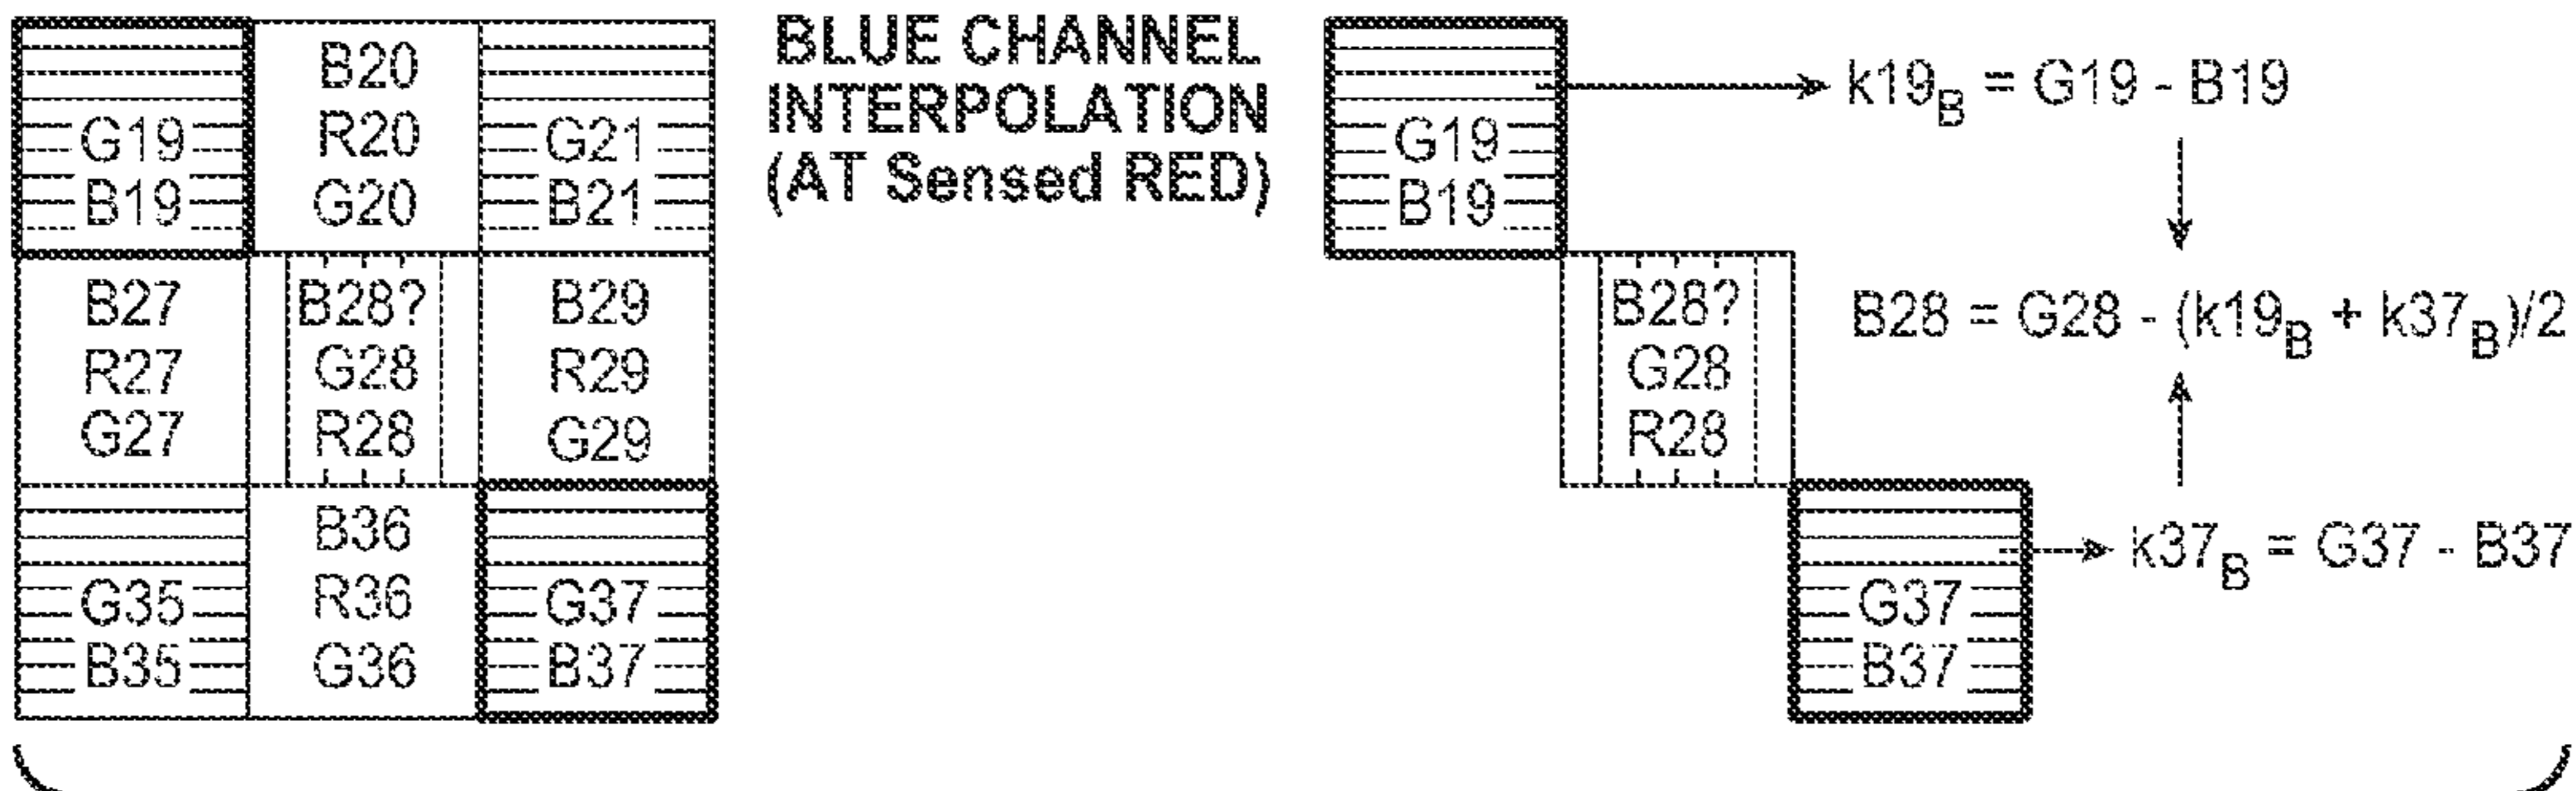 B20
R20
G20
G19
B19
G21
B21
B27
R27
G27
B28?
G28
R28
B29
R29
G29
G35
B35
B36
R36
G36
G37
B37
BLUE CHANNEL
INTERPOLATION
(AT Sensed RED)
G19
B19
k19B = G19 - B19
B28?
G28
R28
B28 = G28 - (k19B + k37B)/2
G37
B37
k37B = G37 - B37